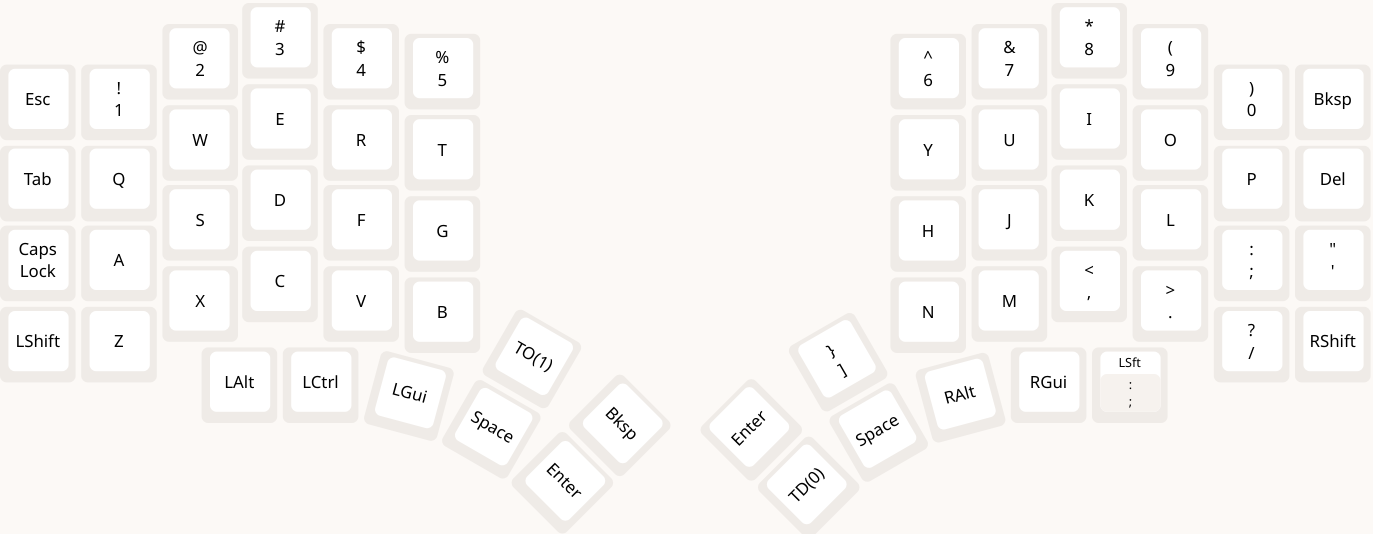 Esc
!
1
@
2
#
3
$
4
%
5
^
6
&
7
*
8
(
9
)
0
Bksp
Tab
Q
W
E
R
T
Y
U
I
O
P
Del
Caps
Lock
A
S
D
F
G
H
J
K
L
:
;
"
'
LShift
Z
X
C
V
B
N
M
<
,
>
.
?
/
RShift
LAlt
LCtrl
LGui
TO(1)
Space
Bksp
Enter
}
]
Enter
Space
TD(0)
RAlt
RGui
LSft
:
;